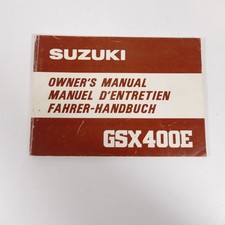 SUZUKI
OWNER'S MANUAL
MANUEL D'ENTRETIEN
FAHRER-HANDBUCH
GSX400E